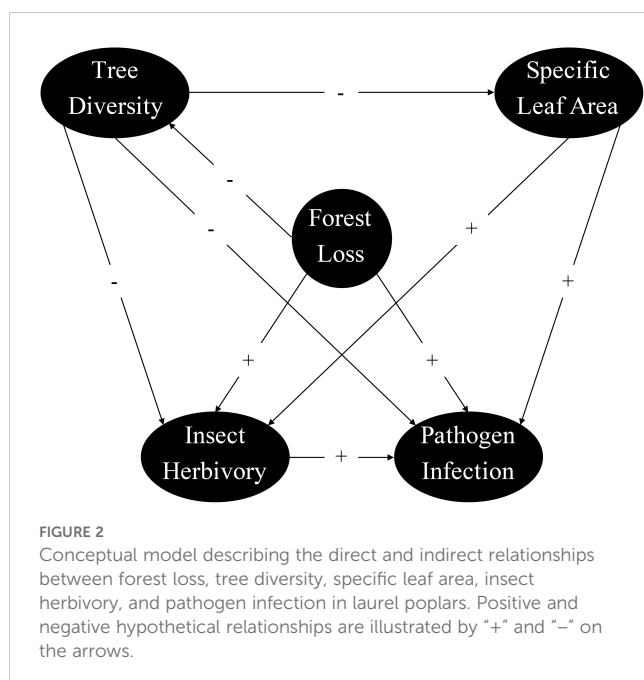 Tree
Diversity
-
Specific
Leaf Area
-
Forest
Loss
-
+
-
+
+
+
Insect
Herbivory
+
Pathogen
Infection
FIGURE 2
Conceptual model describing the direct and indirect relationships
between forest loss, tree diversity, specific leaf area, insect
herbivory, and pathogen infection in laurel poplars. Positive and
negative hypothetical relationships are illustrated by “+” and “–” on
the arrows.